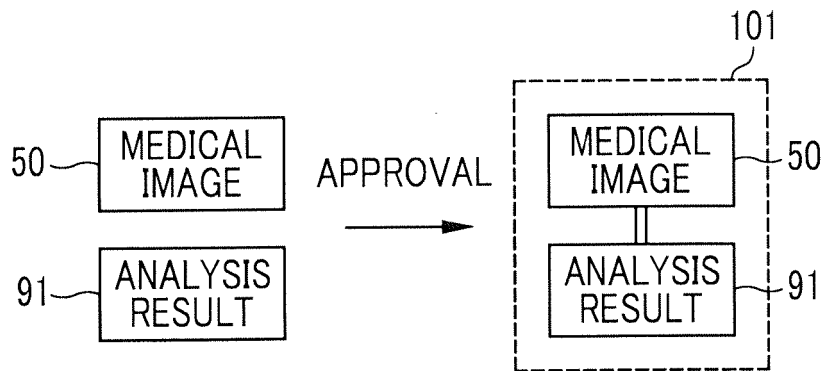 101
50
MEDICAL
IMAGE
APPROVAL
MEDICAL
IMAGE
50
91
ANALYSIS
RESULT
ANALYSIS
RESULT
91